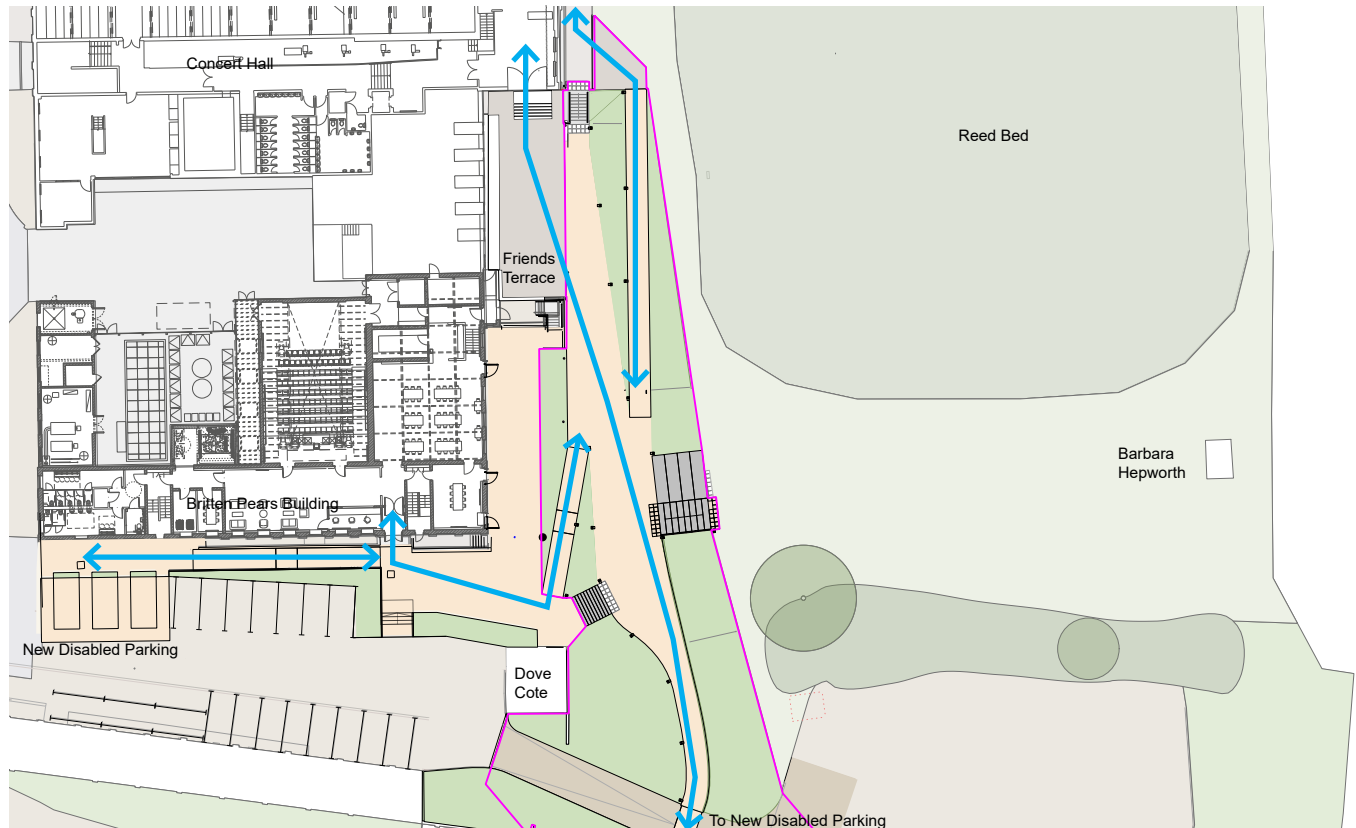 Concert Hall
Reed Bed
Friends
Terrace
Barbara
Hepworth
Britten Pears Building
New Disabled Parking
Dove
Cote
To New Disabled Parking